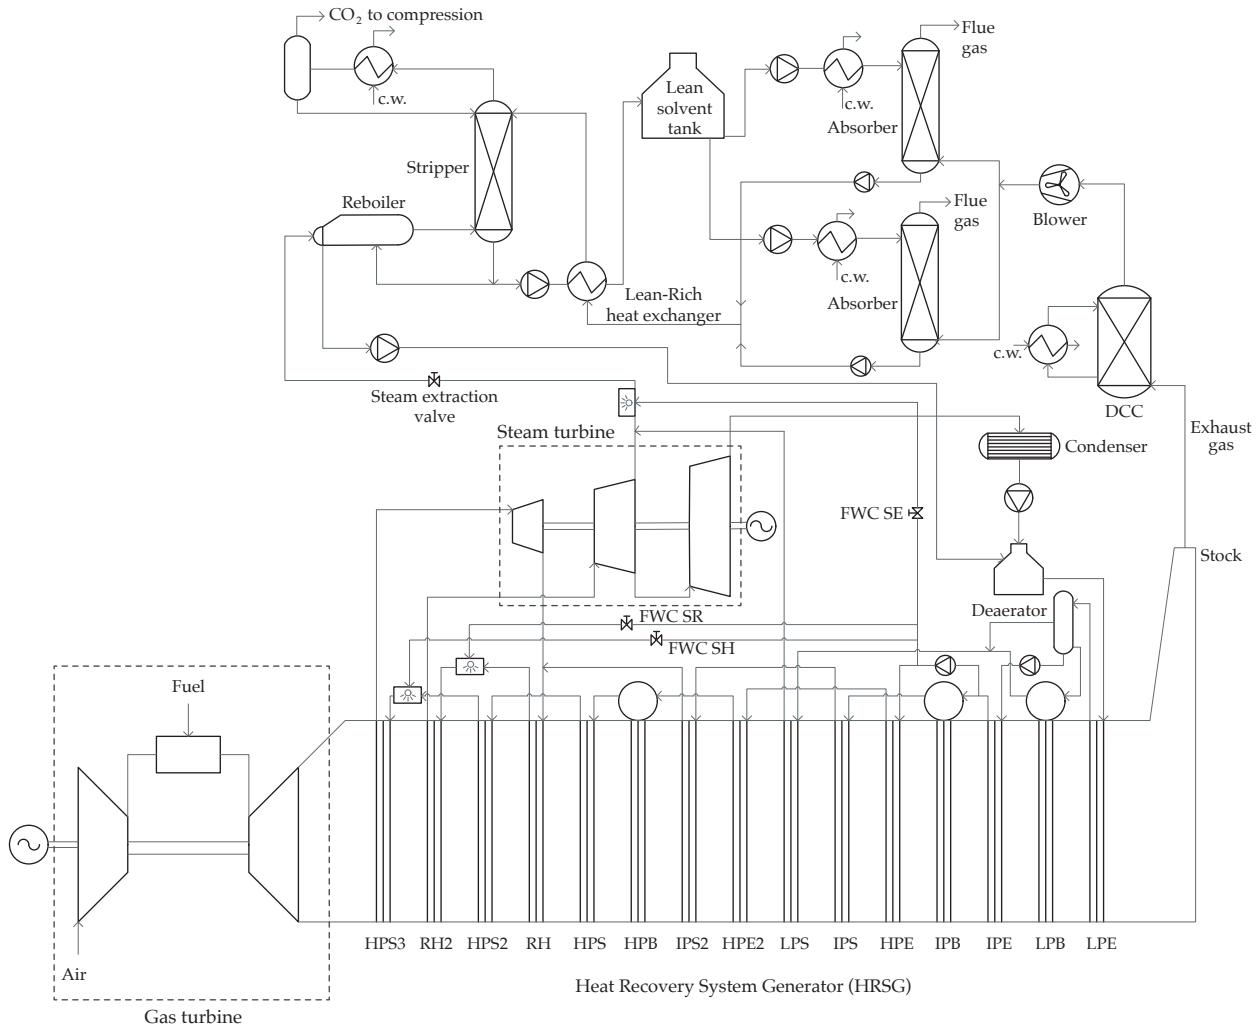 CO2 to compression
Flue
gas
c.w.
Lean
solvent
tank
c.w.
Absorber
Stripper
Reboiler
Flue
gas
Blower
c.w.
Lean-Rich
heat exchanger
Absorber
c.w.
Steam extraction
valve
DCC
Exhaust
gas
Steam turbine
Condenser
FWC SE
Stock
Deaerator
FWC SR
FWC SH
Fuel
HPS3 RH2 HPS2 RH HPS HPB IPS2 HPE2 LPS IPS HPE IPB IPE LPB LPE
Air
Heat Recovery System Generator (HRSG)
Gas turbine